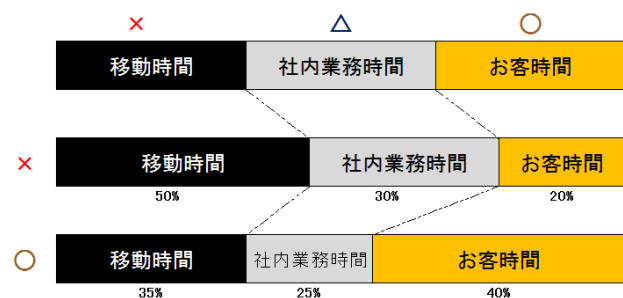 × △ ○
移動時間 社内業務時間 お客時間
× 移動時間 社内業務時間 お客時間
50% 30% 20%
○ 移動時間 社内業務時間 お客時間
35% 25% 40%